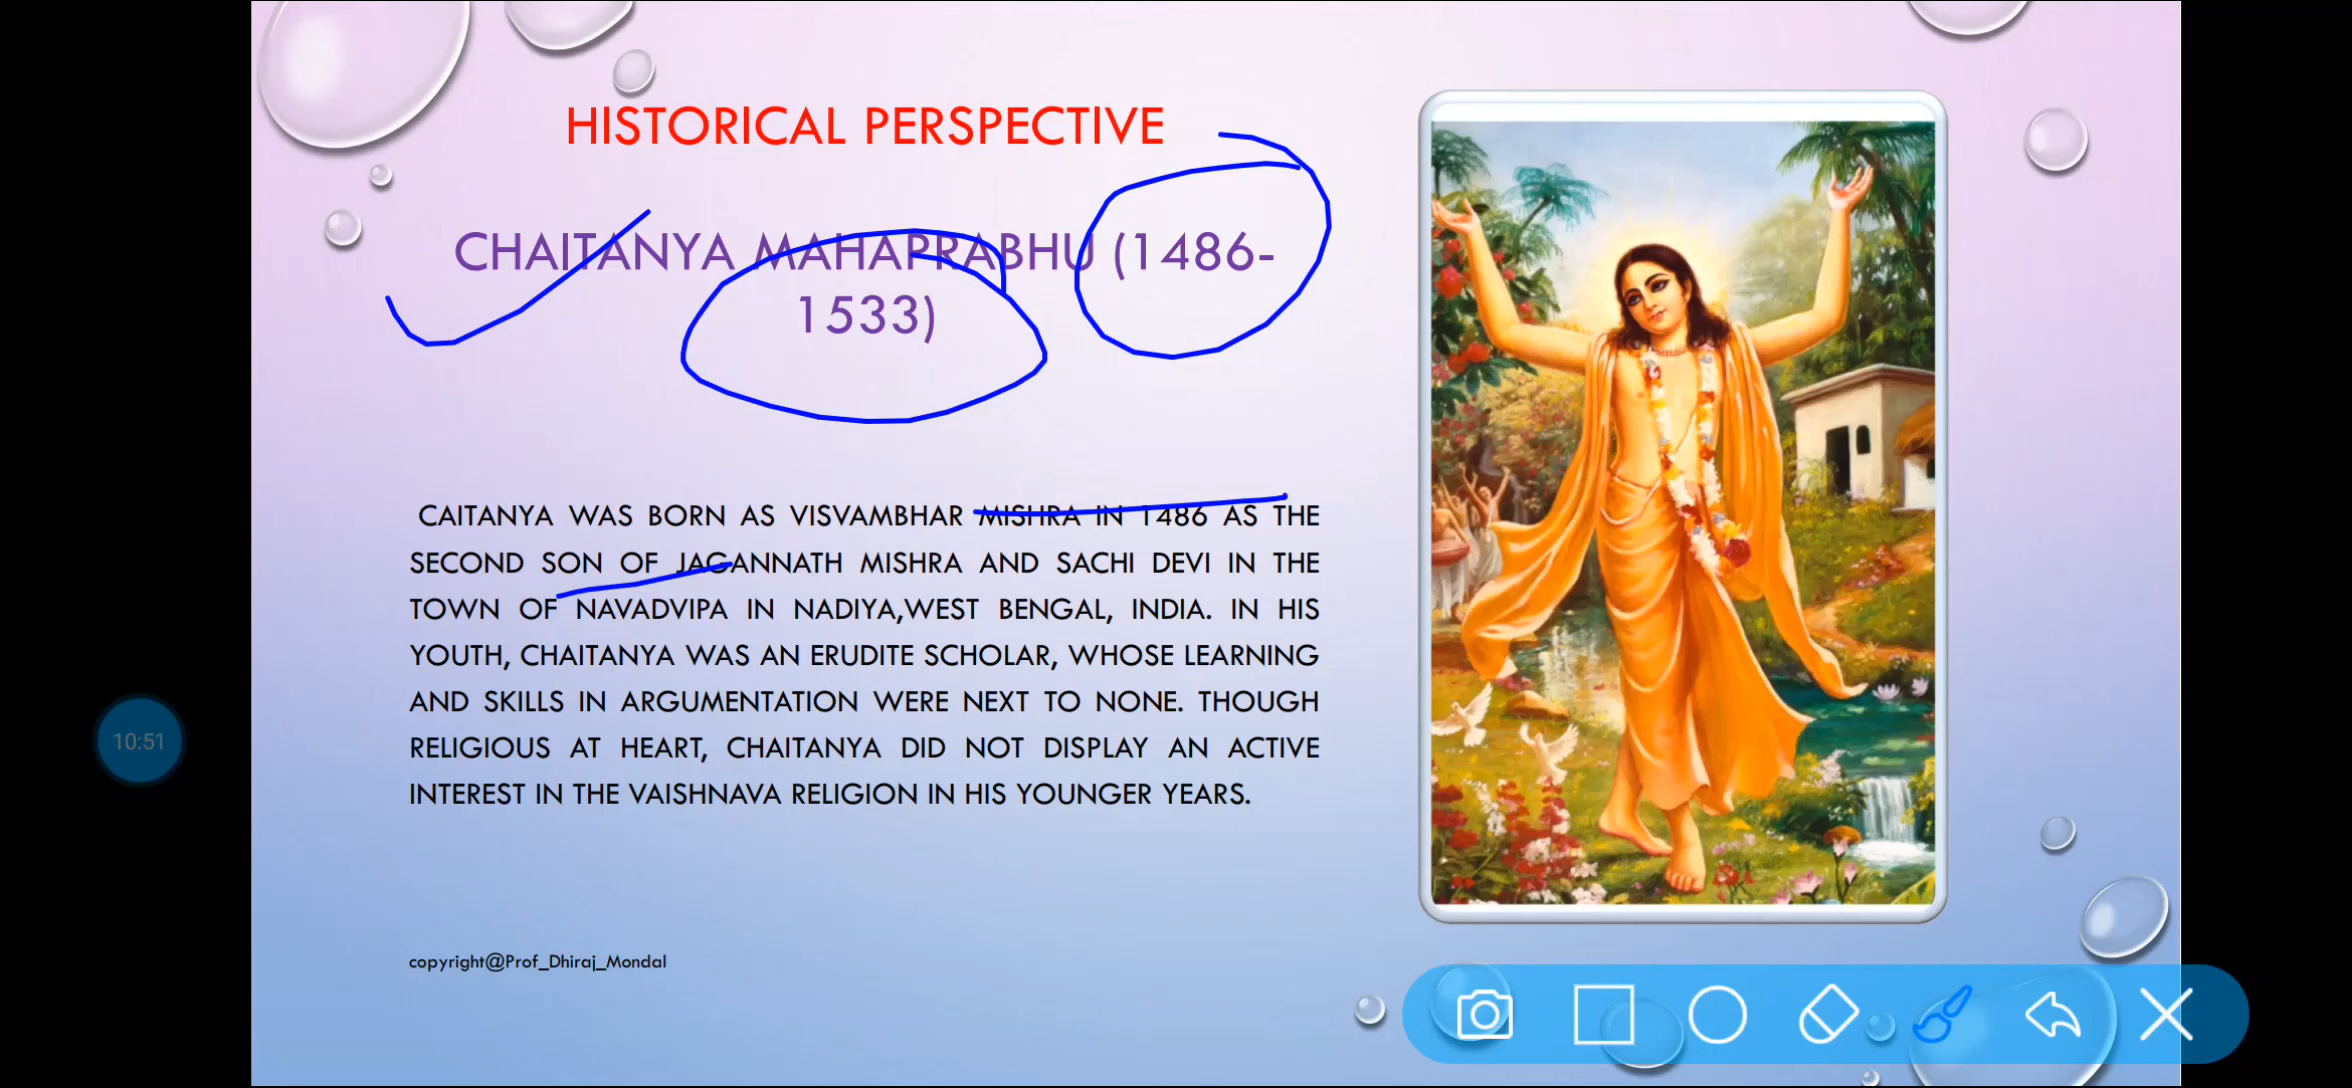 HISTORICAL PERSPECTIVE
CHAITANYA MAHAPRABHU (1486-
1533)
CAITANYA WAS BORN AS VISVAMBHAR MISHRA IN 1486 AS THE
SECOND SON OF JAGANNATH MISHRA AND SACHI DEVI IN THE
TOWN OF NAVADVIPA IN NADIYA,WEST BENGAL, INDIA. IN HIS
YOUTH, CHAITANYA WAS AN ERUDITE SCHOLAR, WHOSE LEARNING
AND SKILLS IN ARGUMENTATION WERE NEXT TO NONE. THOUGH
RELIGIOUS AT HEART, CHAITANYA DID NOT DISPLAY AN ACTIVE
INTEREST IN THE VAISHNAVA RELIGION IN HIS YOUNGER YEARS.
10:51
copyright@Prof_Dhiraj_Mondal